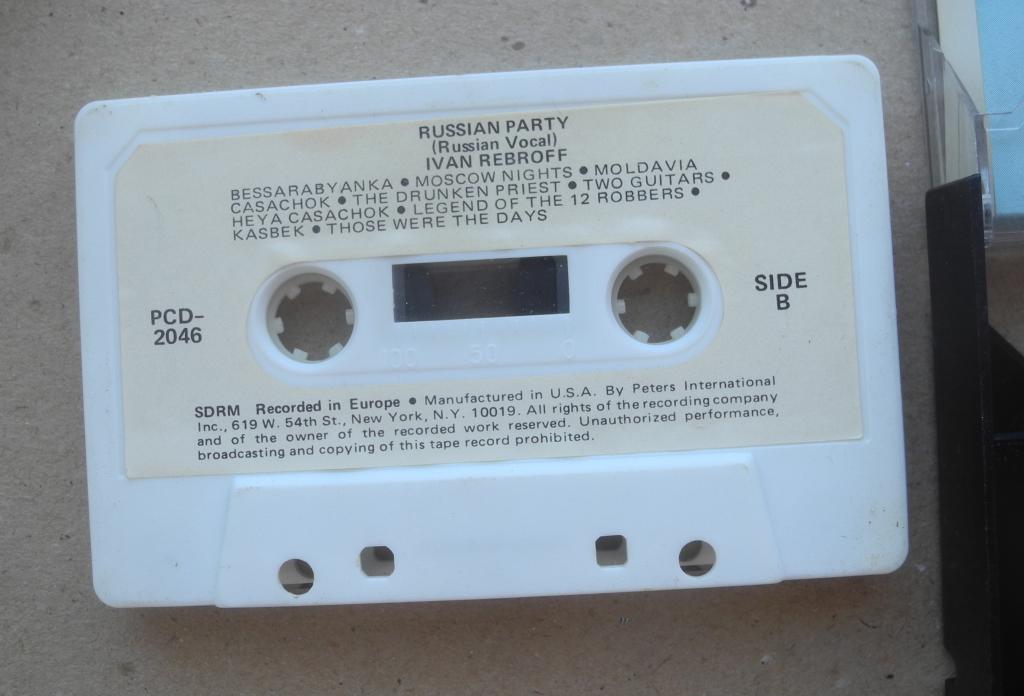 RUSSIAN PARTY
(Russian Vocal)
IVAN REBROFF
BESSARABYANKA ● MOSCOW NIGHTS ● MOLDAVIA
CASACHOK ● THE DRUNKEN PRIEST ● TWO GUITARS ●
HEYA CASACHOK ● LEGEND OF THE 12 ROBBERS ●
KASBEK ● THOSE WERE THE DAYS
PCD-
2046
SIDE
B
100 50 0
SDRM Recorded in Europe ● Manufactured in U.S.A. By Peters International
Inc., 619 W. 54th St., New York, N.Y. 10019. All rights of the recording company
and of the owner of the recorded work reserved. Unauthorized performance,
broadcasting and copying of this tape record prohibited.